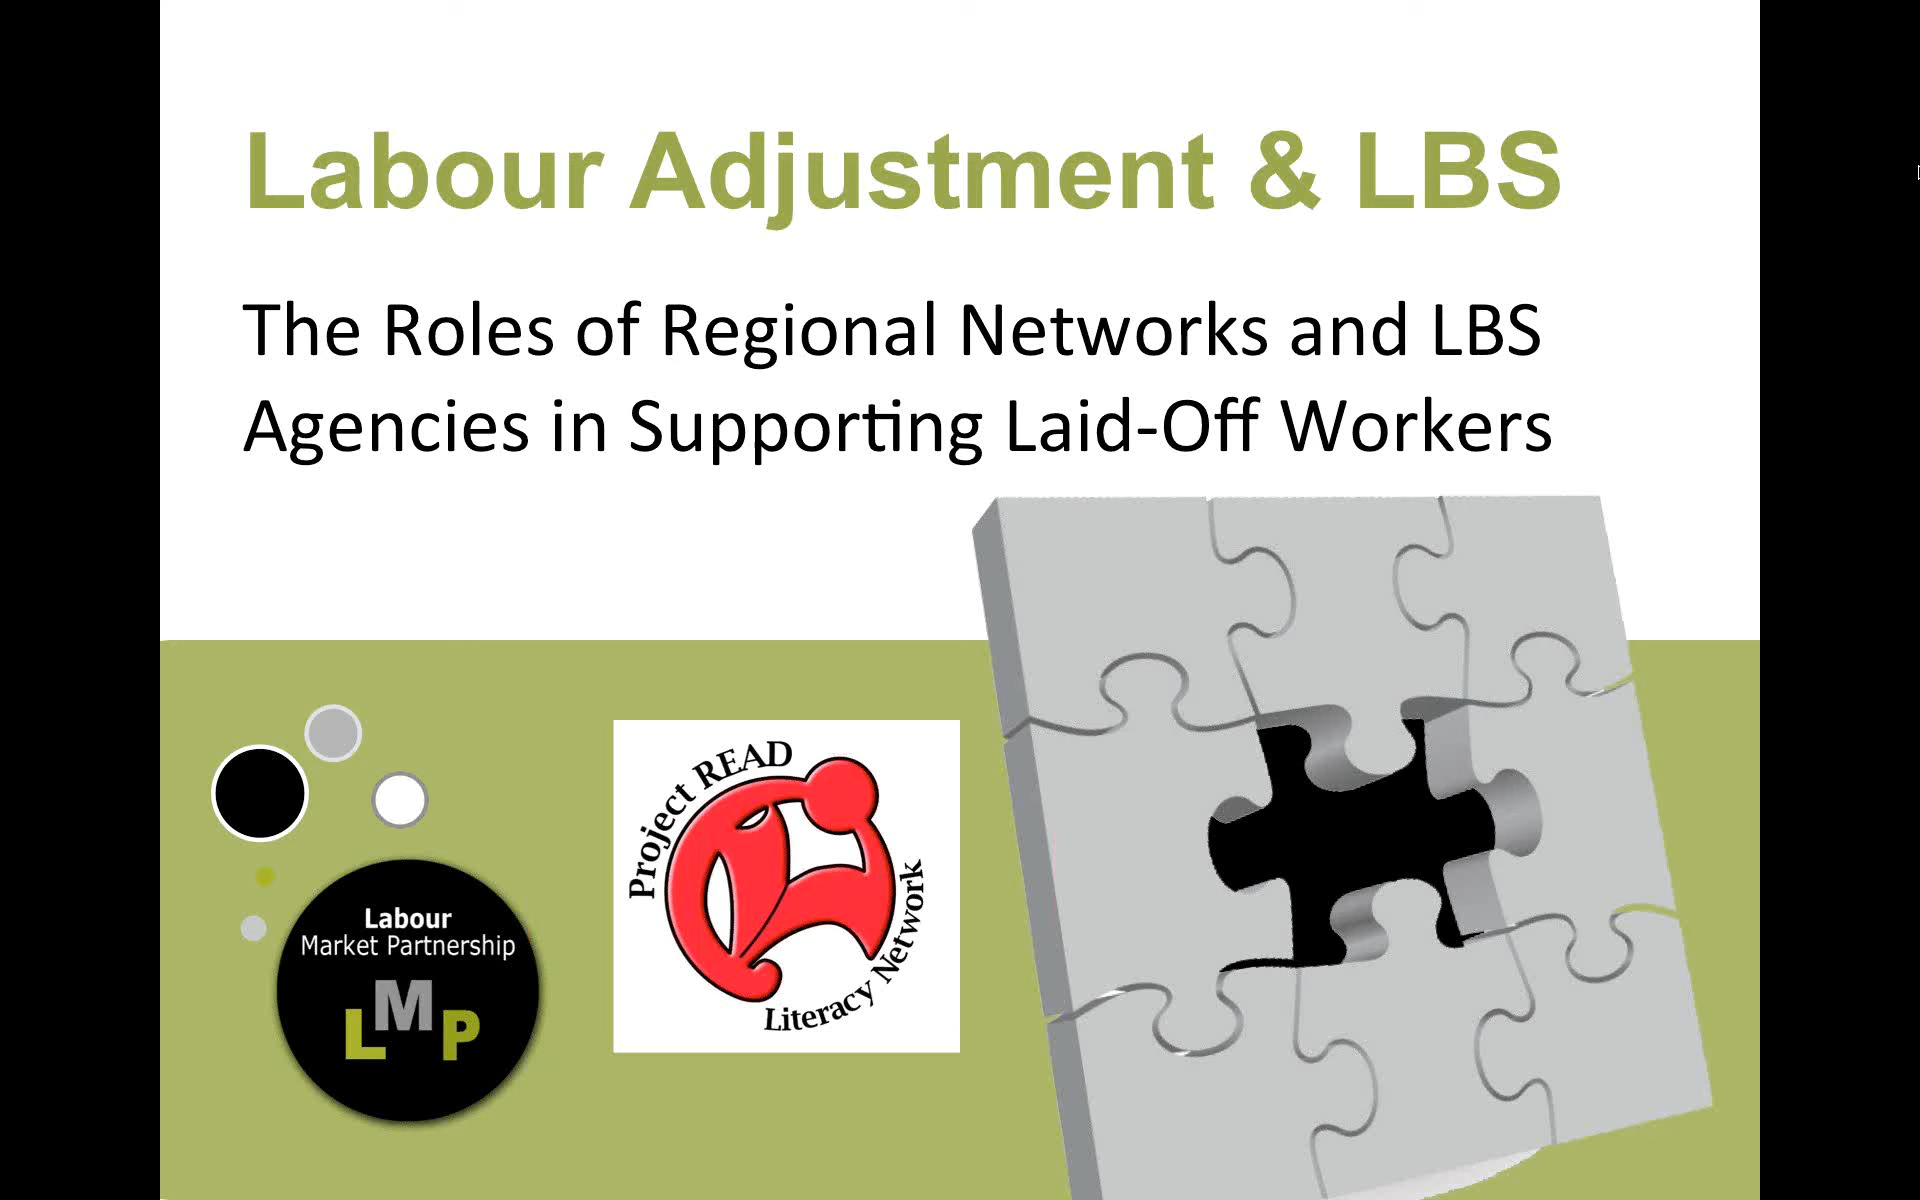 Labour Adjustment & LBS
The Roles of Regional Networks and LBS
Agencies in Supporting Laid-Off Workers
Labour
Market Partnership
LMP
Project READ
Literacy Network